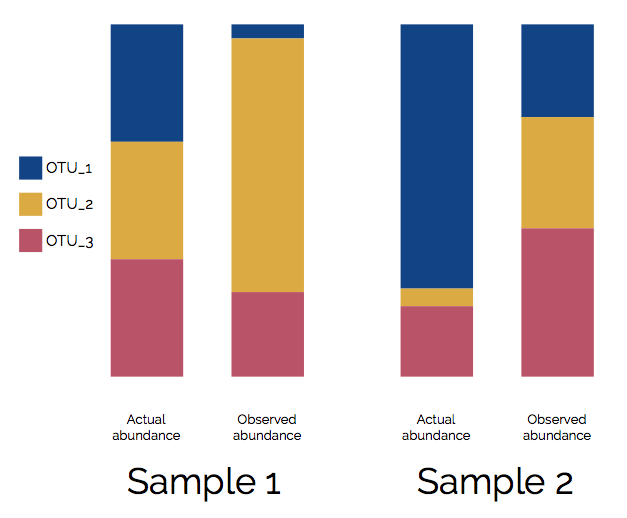 OTU_1
OTU_2
OTU_3
Actual
abundance
Observed
abundance
Actual
abundance
Observed
abundance
Sample 1
Sample 2